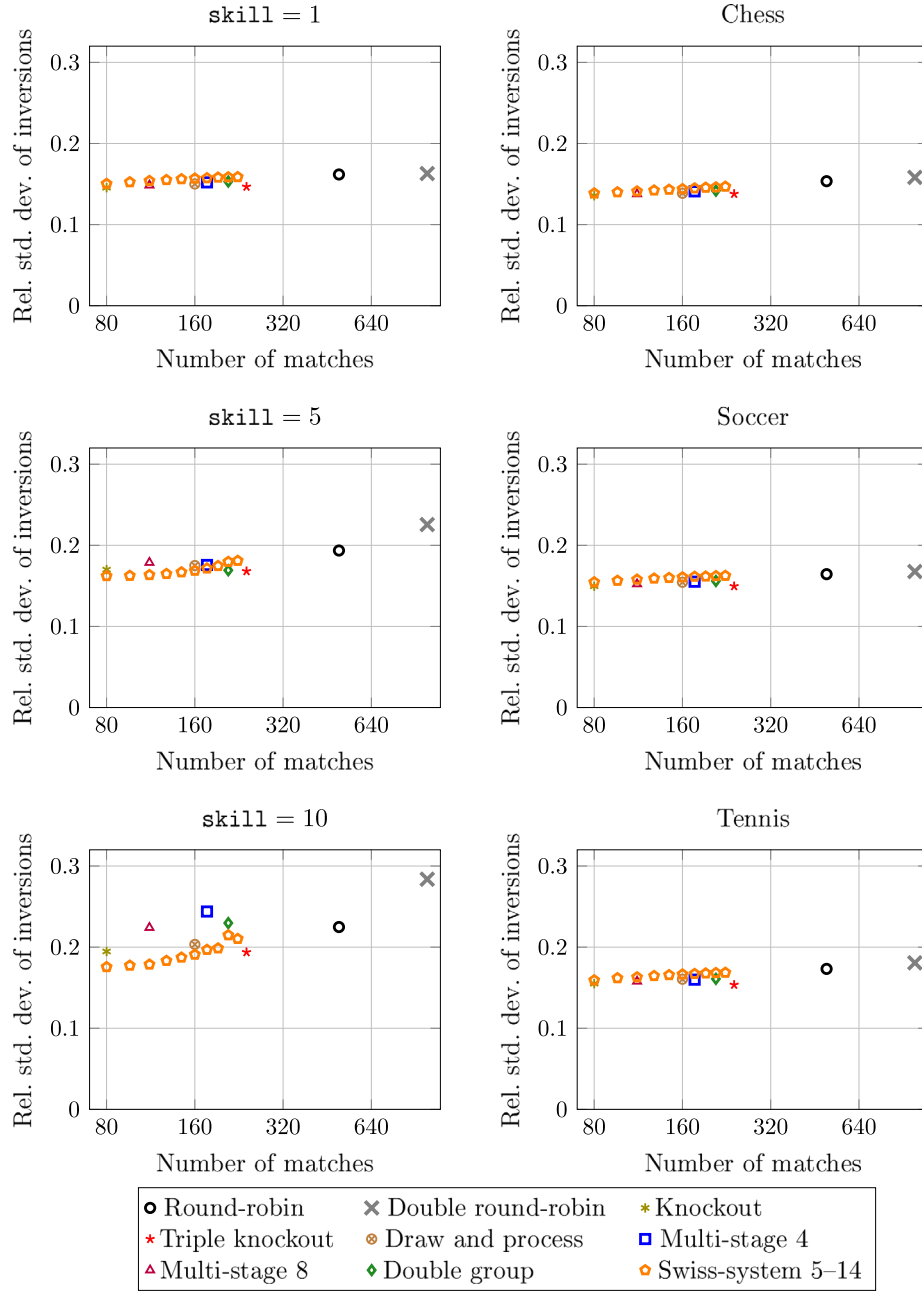 skill = 1
Rel. std. dev. of inversions
0.3
0.2
0.1
0
80 160 320 640
Number of matches
Chess
Rel. std. dev. of inversions
0.3
0.2
0.1
0
80 160 320 640
Number of matches
skill = 5
Rel. std. dev. of inversions
0.3
0.2
0.1
0
80 160 320 640
Number of matches
Soccer
Rel. std. dev. of inversions
0.3
0.2
0.1
0
80 160 320 640
Number of matches
skill = 10
Rel. std. dev. of inversions
0.3
0.2
0.1
0
80 160 320 640
Number of matches
Tennis
Rel. std. dev. of inversions
0.3
0.2
0.1
0
80 160 320 640
Number of matches
Round-robin Double round-robin Knockout
Triple knockout Draw and process Multi-stage 4
Multi-stage 8 Double group Swiss-system 5–14